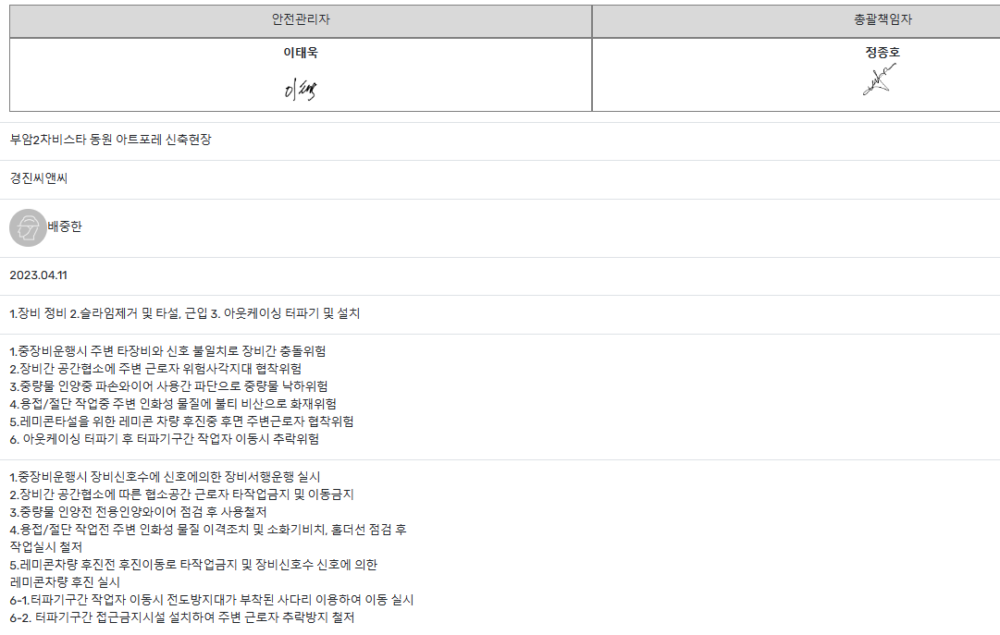 안전관리자 총괄책임자
이태욱 정종호
부암2차비스타 동원 아트포레 신축현장
경진씨앤씨
배중한
2023.04.11
1.장비 정비 2.슬라임제거 및 타설, 근입 3. 아웃케이싱 터파기 및 설치
1.중장비운행시 주변 타장비와 신호 불일치로 장비간 충돌위험
2.장비간 공간협소에 주변 근로자 위험사각지대 협착위험
3.중량물 인양중 파손와이어 사용간 파단으로 중량물 낙하위험
4.용접/절단 작업중 주변 인화성 물질에 불티 비산으로 화재위험
5.레미콘타설을 위한 레미콘 차량 후진중 후면 주변근로자 협착위험
6. 아웃케이싱 터파기 후 터파기구간 작업자 이동시 추락위험
1.중장비운행시 장비신호수에 신호에의한 장비서행운행 실시
2.장비간 공간협소에 따른 협소공간 근로자 타작업금지 및 이동금지
3.중량물 인양전 전용인양와이어 점검 후 사용철저
4.용접/절단 작업전 주변 인화성 물질 이격조치 및 소화기비치, 홀더선 점검 후
작업실시 철저
5.레미콘차량 후진전 후진이동로 타작업금지 및 장비신호수 신호에 의한
레미콘차량 후진 실시
6-1.터파기구간 작업자 이동시 전도방지대가 부착된 사다리 이용하여 이동 실시
6-2. 터파기구간 접근금지시설 설치하여 주변 근로자 추락방지 철저